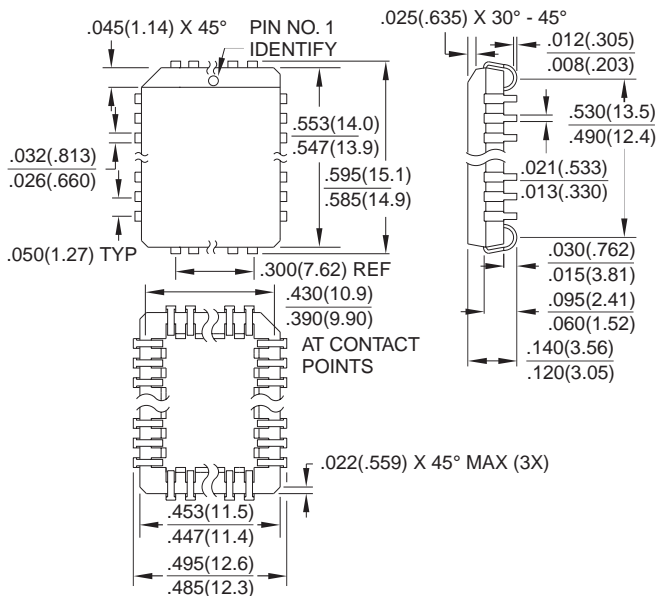 .045(1.14) X 45°
PIN NO. 1
IDENTIFY
.025(.635) X 30° - 45°
.012(.305)
.008(.203)
.553(14.0)
.547(13.9)
.530(13.5)
.490(12.4)
.032(.813)
.026(.660)
.595(15.1)
.585(14.9)
.021(.533)
.013(.330)
.050(1.27) TYP
.300(7.62) REF
.030(.762)
.015(3.81)
.430(10.9)
.390(9.90)
AT CONTACT
POINTS
.095(2.41)
.060(1.52)
.140(3.56)
.120(3.05)
.022(.559) X 45° MAX (3X)
.453(11.5)
.447(11.4)
.495(12.6)
.485(12.3)